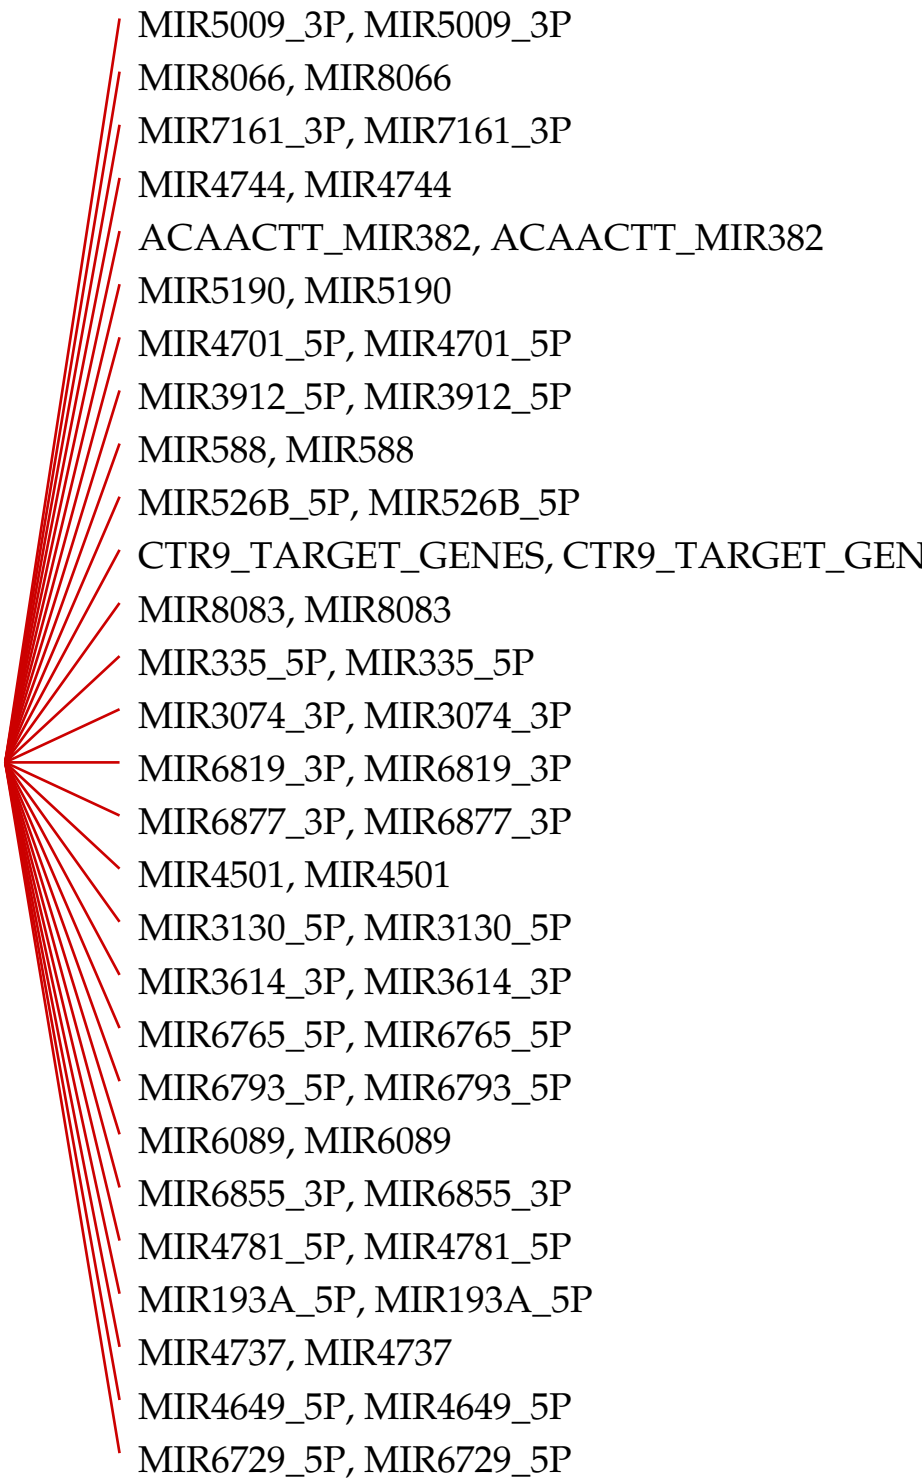 MIR5009_3P, MIR5009_3P
MIR8066, MIR8066
MIR7161_3P, MIR7161_3P
MIR4744, MIR4744
ACAACTT_MIR382, ACAACTT_MIR382
MIR5190, MIR5190
MIR4701_5P, MIR4701_5P
MIR3912_5P, MIR3912_5P
MIR588, MIR588
MIR526B_5P, MIR526B_5P
CTR9_TARGET_GENES, CTR9_TARGET_GEN
MIR8083, MIR8083
MIR335_5P, MIR335_5P
MIR3074_3P, MIR3074_3P
MIR6819_3P, MIR6819_3P
MIR6877_3P, MIR6877_3P
MIR4501, MIR4501
MIR3130_5P, MIR3130_5P
MIR3614_3P, MIR3614_3P
MIR6765_5P, MIR6765_5P
MIR6793_5P, MIR6793_5P
MIR6089, MIR6089
MIR6855_3P, MIR6855_3P
MIR4781_5P, MIR4781_5P
MIR193A_5P, MIR193A_5P
MIR4737, MIR4737
MIR4649_5P, MIR4649_5P
MIR6729_5P, MIR6729_5P